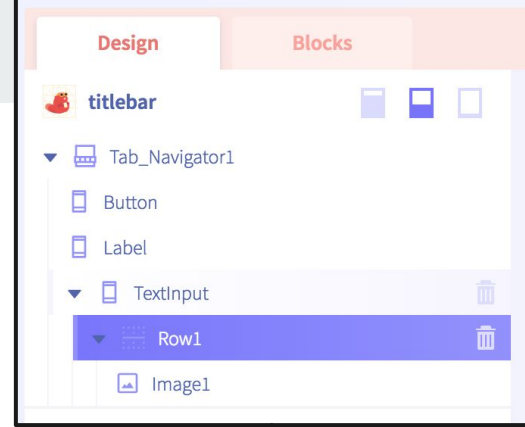 Design Blocks
titlebar
Tab_Navigator1
Button
Label
TextInput
Row1
Image1